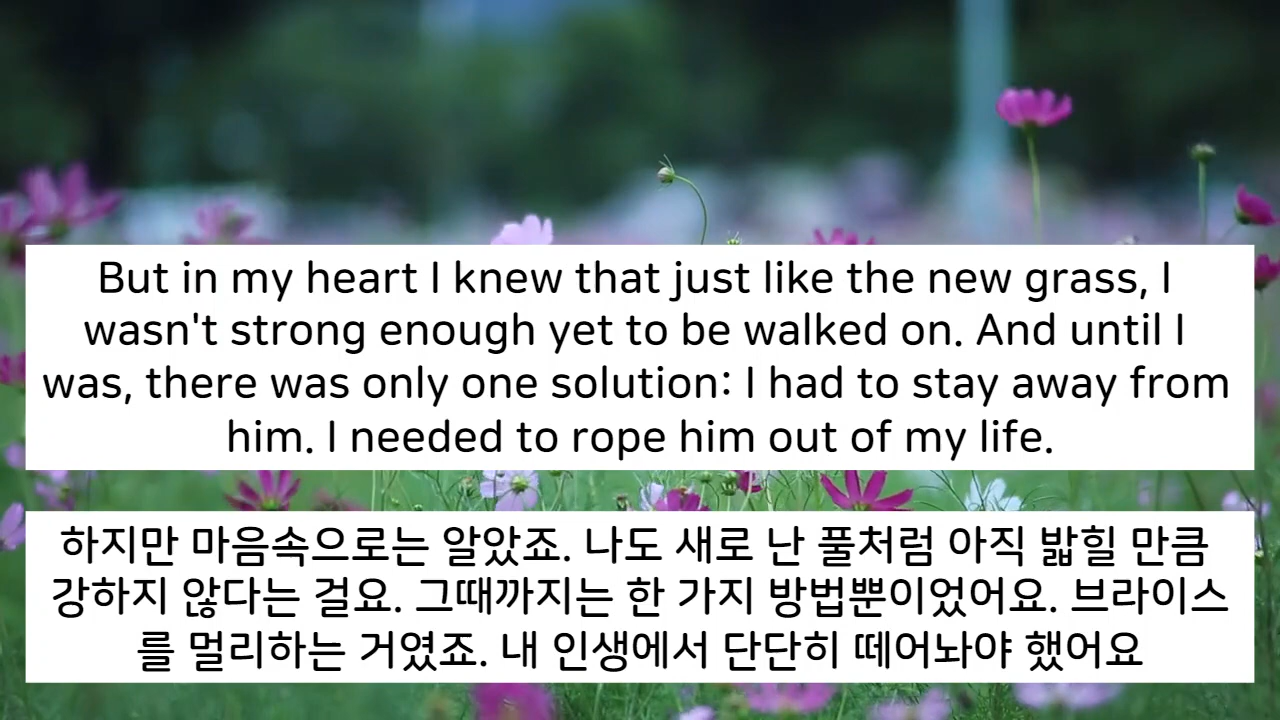 But in my heart I knew that just like the new grass, I
wasn't strong enough yet to be walked on. And until I
was, there was only one solution: I had to stay away from
him. I needed to rope him out of my life.
하지만 마음속으로는 알았죠. 나도 새로 난 풀처럼 아직 밟힐 만큼
강하지 않다는 걸요. 그때까지는 한 가지 방법뿐이었어요. 브라이스
를 멀리하는 거였죠. 내 인생에서 단단히 떼어놔야 했어요